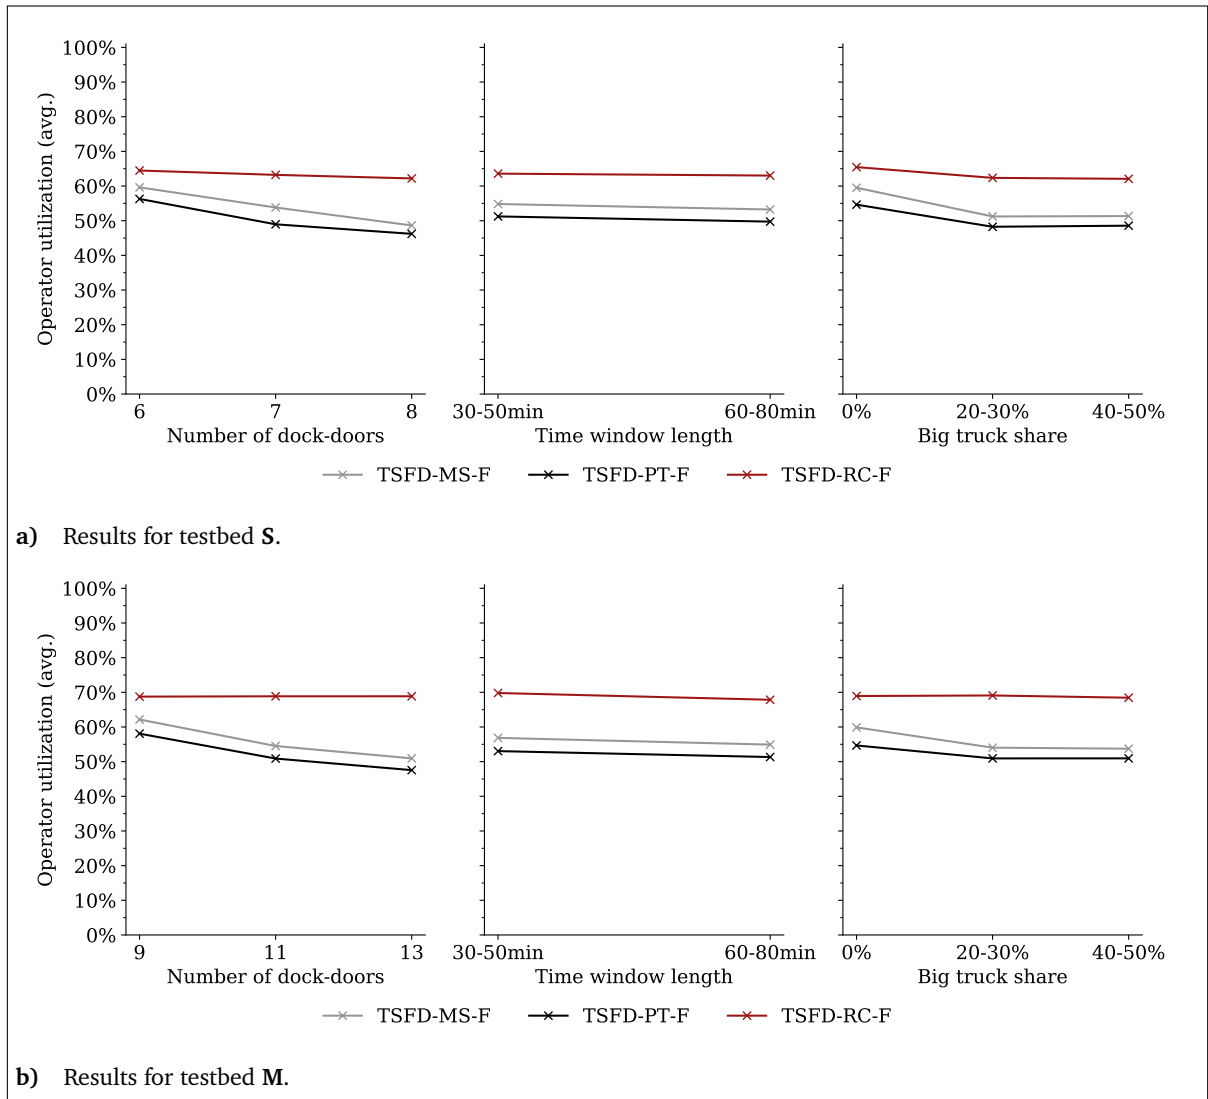 100%
90%
80%
70%
60%
50%
40%
30%
20%
10%
0%
Operator utilization (avg.)
6 7 8
Number of dock-doors
30-50min 60-80min
Time window length
0% 20-30% 40-50%
Big truck share
TSFD-MS-F TSFD-PT-F TSFD-RC-F
a) Results for testbed S.
100%
90%
80%
70%
60%
50%
40%
30%
20%
10%
0%
Operator utilization (avg.)
9 11 13
Number of dock-doors
30-50min 60-80min
Time window length
0% 20-30% 40-50%
Big truck share
TSFD-MS-F TSFD-PT-F TSFD-RC-F
b) Results for testbed M.